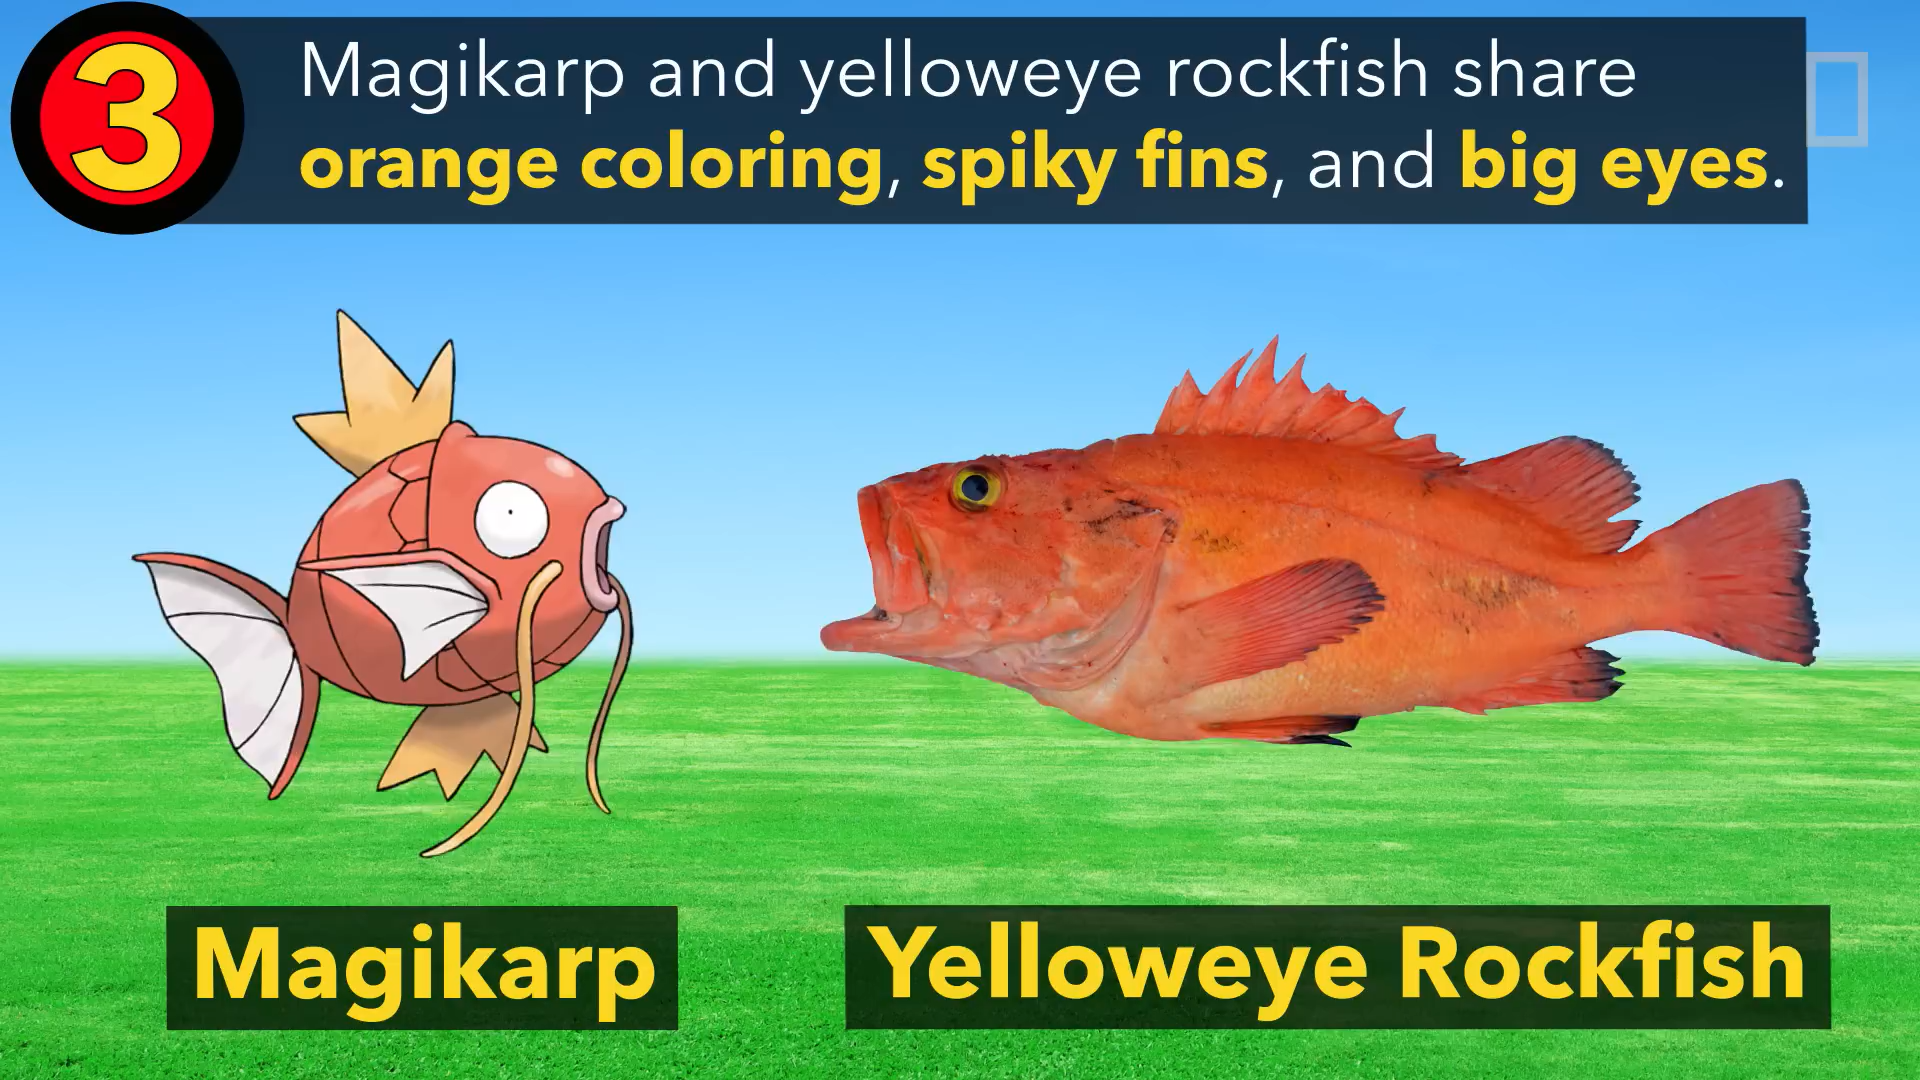 3
Magikarp and yelloweye rockfish share
orange coloring, spiky fins, and big eyes.
Magikarp
Yelloweye Rockfish